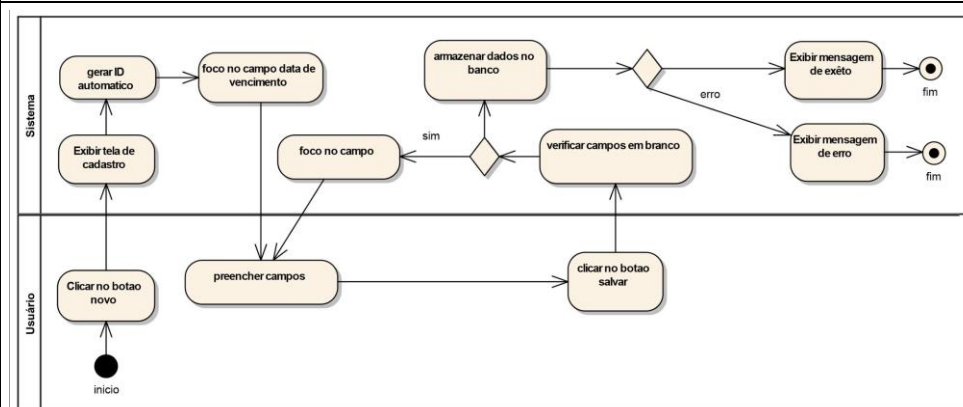 Sistema
gerar ID
automatico
foco no campo data de
vencimento
armazenar dados no
banco
Exibir mensagem
de exêto
fim
erro
Exibir tela de
cadastro
foco no campo
sim
verificar campos em branco
Exibir mensagem
de erro
fim
Usuário
Clicar no botao
novo
preencher campos
clicar no botao
salvar
inicio